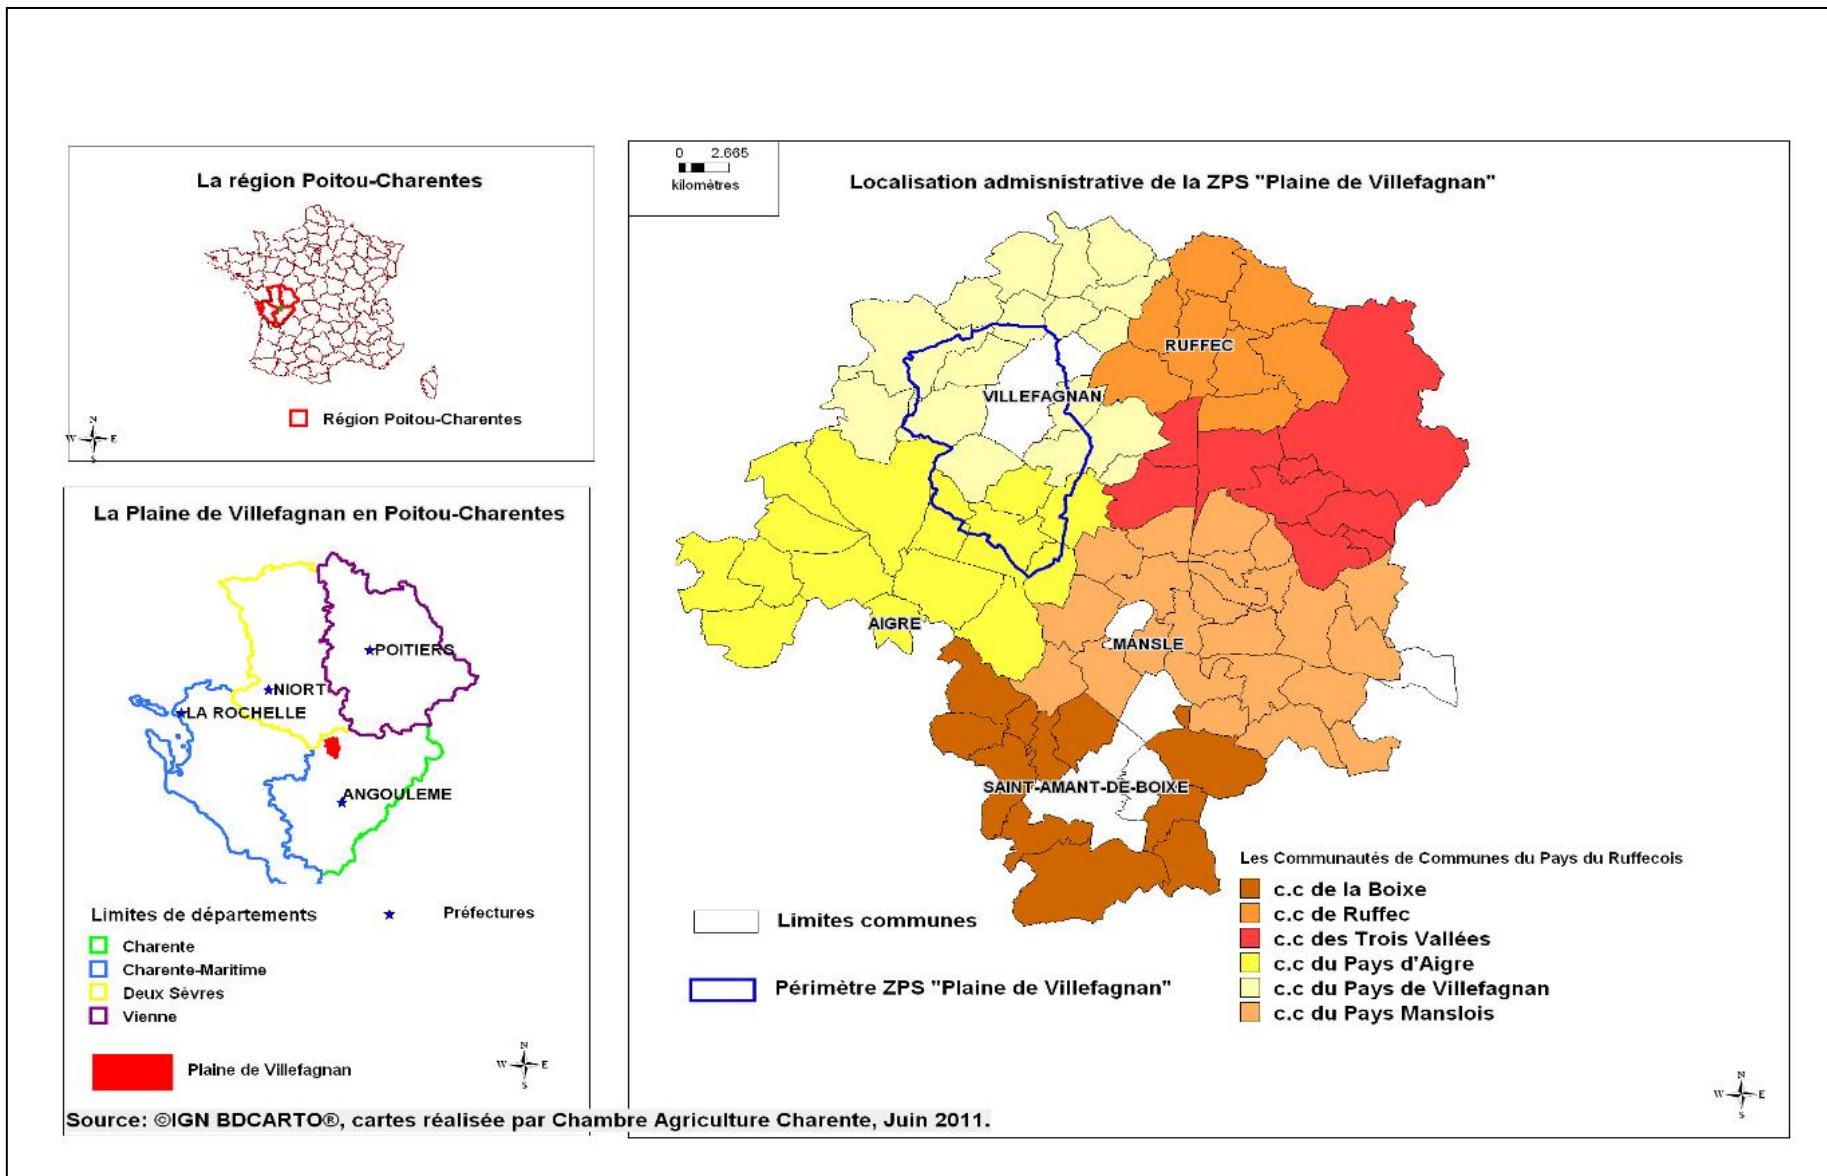 La région Poitou-Charentes
Région Poitou-Charentes
N
W E
S
La Plaine de Villefagnan en Poitou-Charentes
POITIERS
NIORT
LA ROCHELLE
ANGOULEME
Limites de départements
Préfectures
Charente
Charente-Maritime
Deux Sèvres
Vienne
Plaine de Villefagnan
N
W E
S
Source: ©IGN BDCARTO®, cartes réalisée par Chambre Agriculture Charente, Juin 2011.
0 2.665
kilomètres
Localisation admisnistrative de la ZPS "Plaine de Villefagnan"
RUFFEC
VILLEFAGNAN
AIGRE
MANSLE
SAINT-AMANT-DE-BOIXE
Limites communes
Périmètre ZPS "Plaine de Villefagnan"
Les Communautés de Communes du Pays du Ruffecois
c.c de la Boixe
c.c de Ruffec
c.c des Trois Vallées
c.c du Pays d'Aigre
c.c du Pays de Villefagnan
c.c du Pays Manslois
N
W E
S